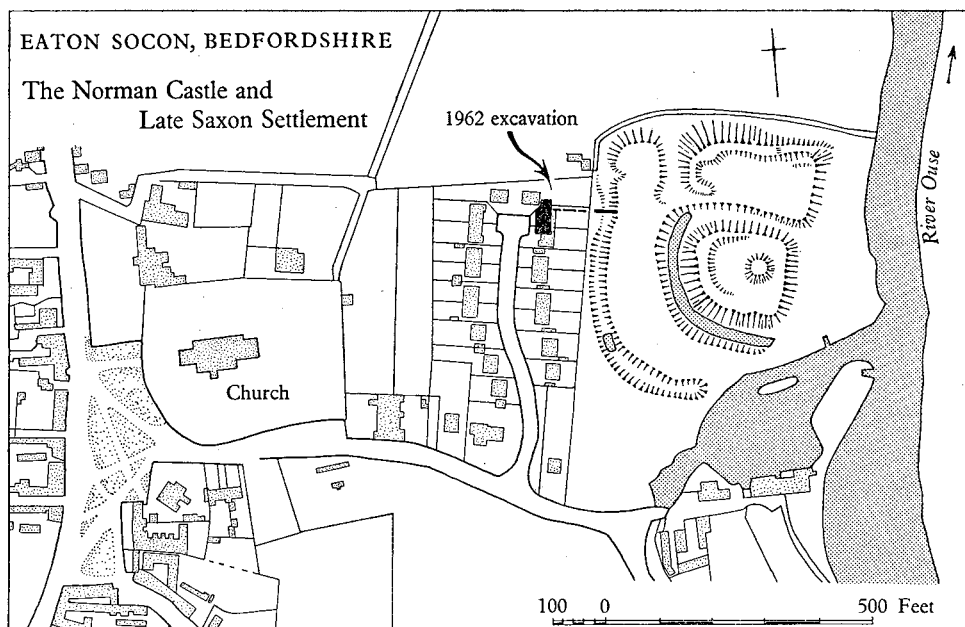 EATON SOCON, BEDFORDSHIRE
The Norman Castle and
Late Saxon Settlement
1962 excavation
River Ouse
Church
100 0 500 Feet